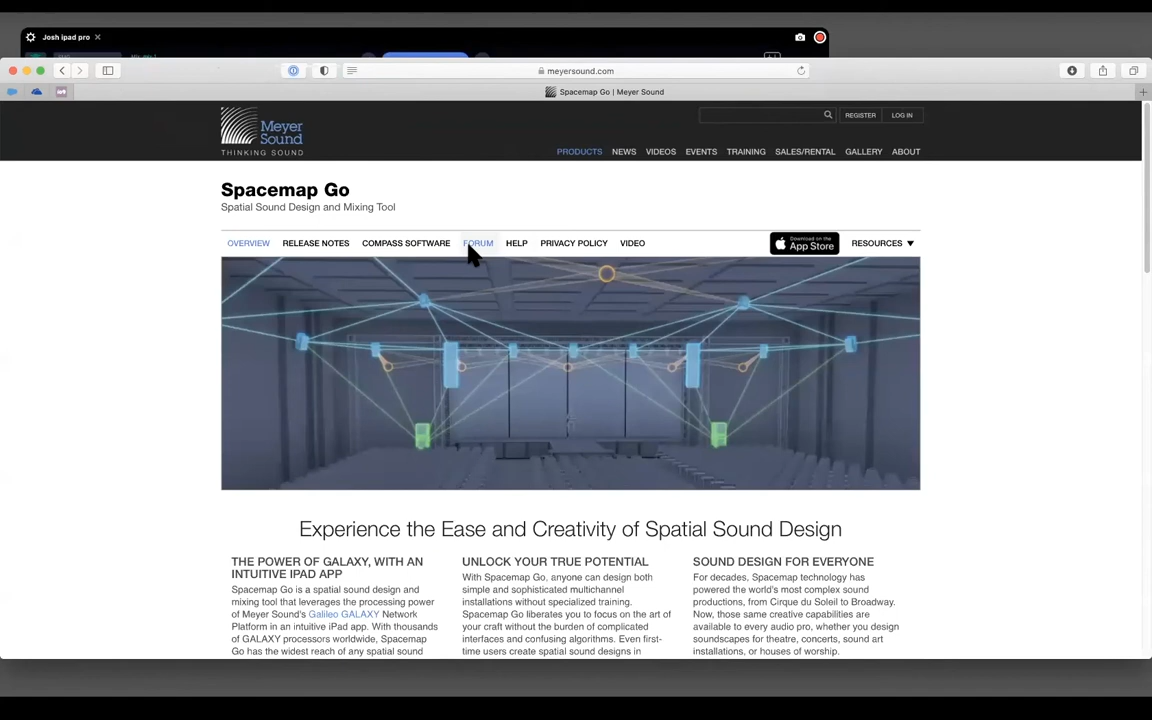 Josh ipad pro
meyersound.com
Spacemap Go | Meyer Sound
Meyer Sound
THINKING SOUND
REGISTER LOG IN
PRODUCTS NEWS VIDEOS EVENTS TRAINING SALES/RENTAL GALLERY ABOUT
Spacemap Go
Spatial Sound Design and Mixing Tool
OVERVIEW RELEASE NOTES COMPASS SOFTWARE FORUM HELP PRIVACY POLICY VIDEO Download on the App Store RESOURCES
Experience the Ease and Creativity of Spatial Sound Design
THE POWER OF GALAXY, WITH AN
INTUITIVE IPAD APP
Spacemap Go is a spatial sound design and
mixing tool that leverages the processing power
of Meyer Sound's Galileo GALAXY Network
Platform in an intuitive iPad app. With thousands
of GALAXY processors worldwide, Spacemap
Go has the widest reach of any spatial sound
UNLOCK YOUR TRUE POTENTIAL
With Spacemap Go, anyone can design both
simple and sophisticated multichannel
installations without specialized training.
Spacemap Go liberates you to focus on the art of
your craft without the burden of complicated
interfaces and confusing algorithms. Even first-
time users create spatial sound designs in
SOUND DESIGN FOR EVERYONE
For decades, Spacemap technology has
powered the world's most complex sound
productions, from Cirque du Soleil to Broadway.
Now, those same creative capabilities are
available to every audio pro, whether you design
soundscapes for theatre, concerts, sound art
installations, or houses of worship.